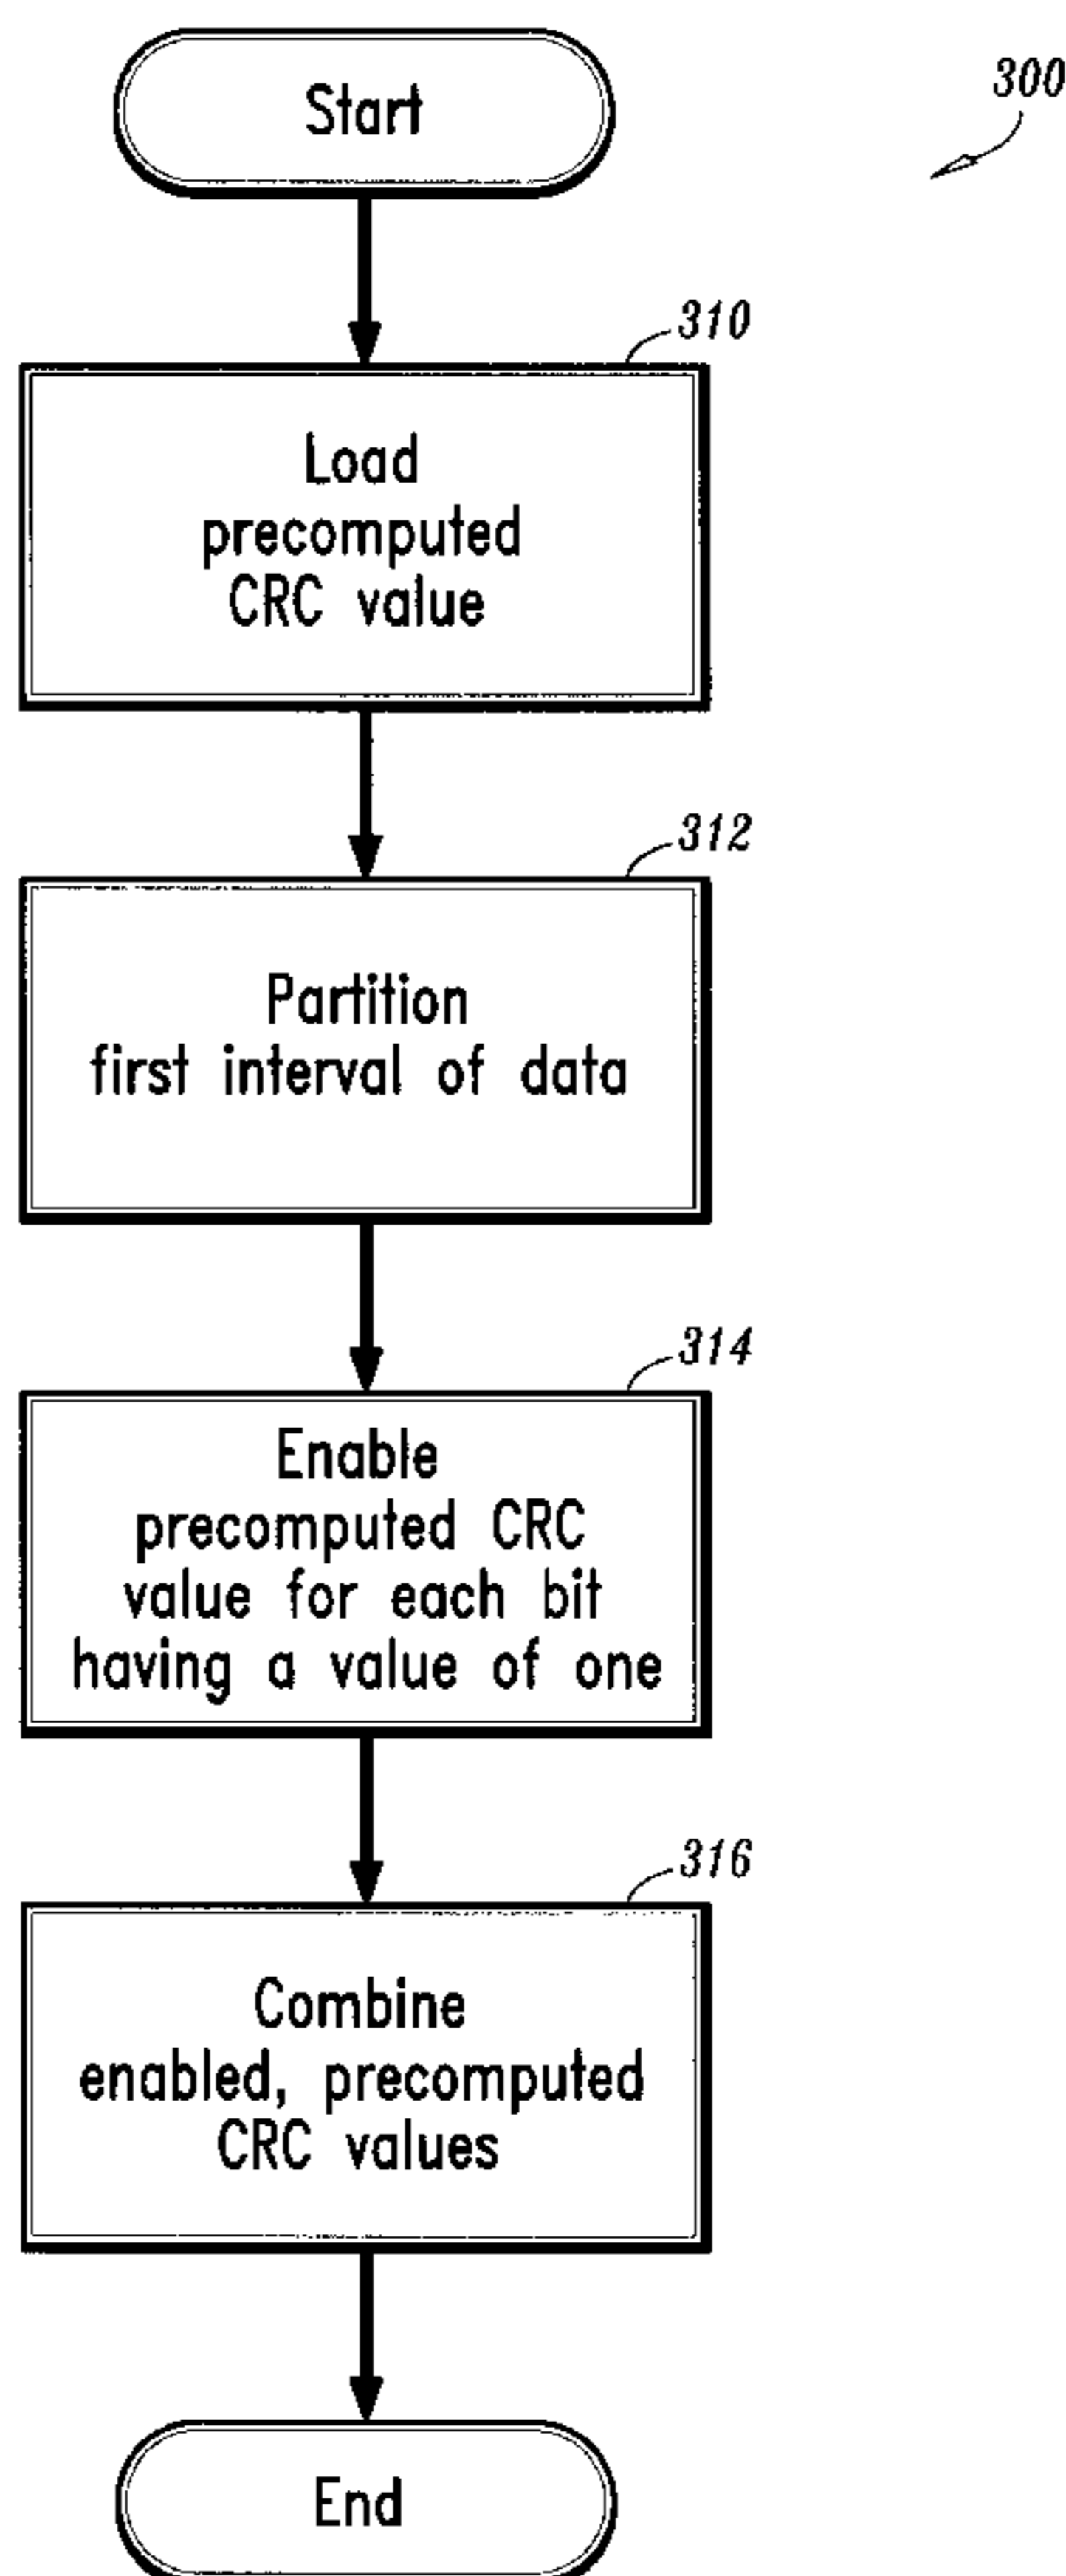 Start
300
310
Load
precomputed
CRC value
312
Partition
first interval of data
314
Enable
precomputed CRC
value for each bit
having a value of one
316
Combine
enabled, precomputed
CRC values
End